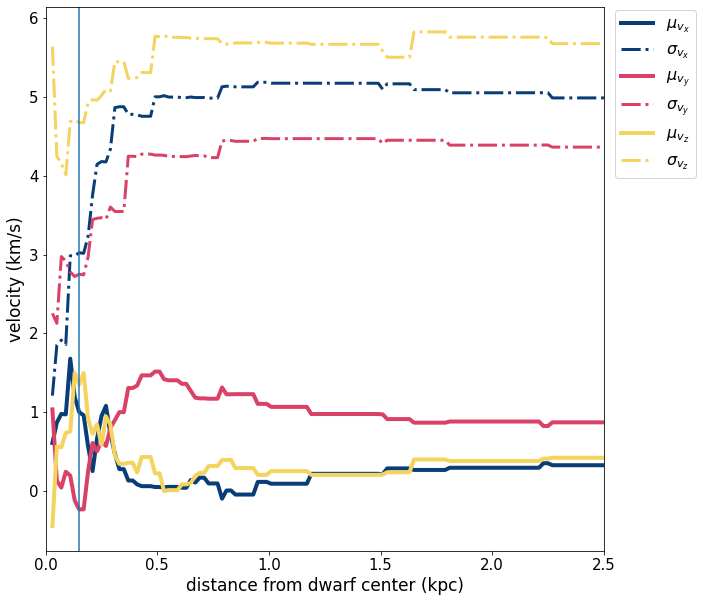 6
5
4
3
2
1
0
velocity (km/s)
0.0 0.5 1.0 1.5 2.0 2.5
distance from dwarf center (kpc)
μ_{v_x}
σ_{v_x}
μ_{v_y}
σ_{v_y}
μ_{v_z}
σ_{v_z}